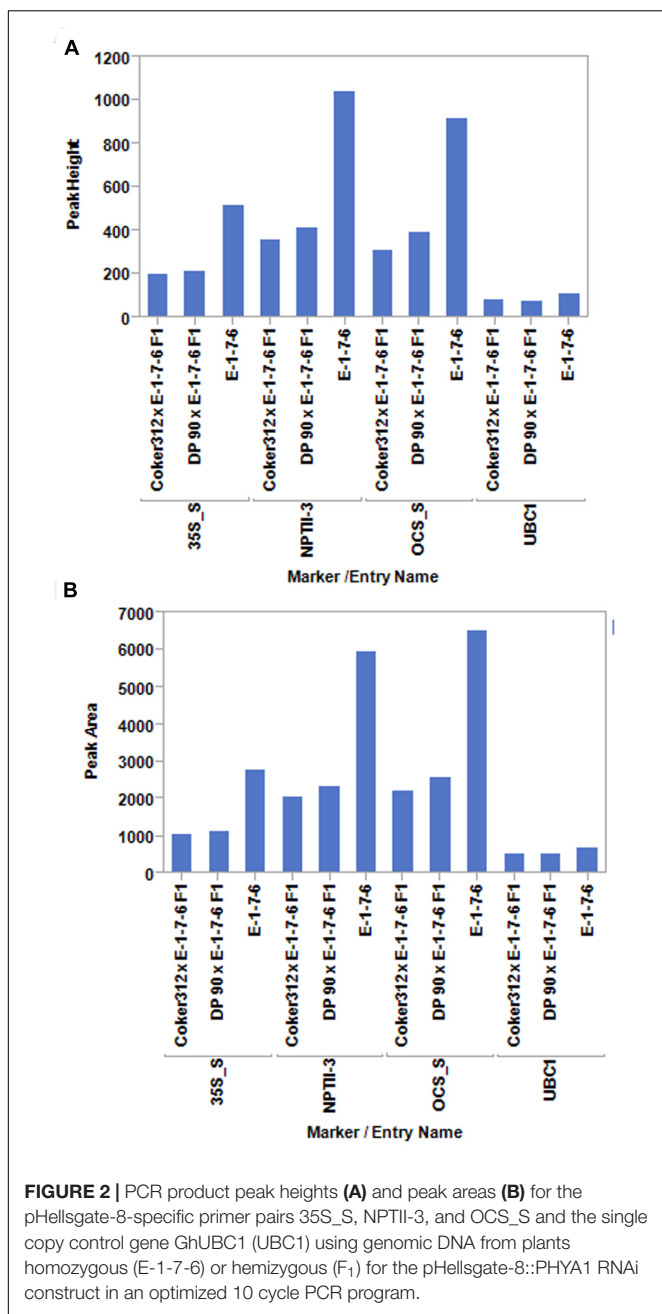 A
1200
1000
800
600
400
200
0
Peak Height
Coker312 x E-1-7-6 F1
DP 90 x E-1-7-6 F1
E-1-7-6
Coker312 x E-1-7-6 F1
DP 90 x E-1-7-6 F1
E-1-7-6
Coker312 x E-1-7-6 F1
DP 90 x E-1-7-6 F1
E-1-7-6
Coker312 x E-1-7-6 F1
DP 90 x E-1-7-6 F1
E-1-7-6
35S_S
NPTII-3
OCS_S
UBC1
Marker /Entry Name
B
7000
6000
5000
4000
3000
2000
1000
0
Peak Area
Coker312 x E-1-7-6 F1
DP 90 x E-1-7-6 F1
E-1-7-6
Coker312 x E-1-7-6 F1
DP 90 x E-1-7-6 F1
E-1-7-6
Coker312 x E-1-7-6 F1
DP 90 x E-1-7-6 F1
E-1-7-6
Coker312 x E-1-7-6 F1
DP 90 x E-1-7-6 F1
E-1-7-6
35S_S
NPTII-3
OCS_S
UBC1
Marker / Entry Name
FIGURE 2 | PCR product peak heights (A) and peak areas (B) for the
pHellsgate-8-specific primer pairs 35S_S, NPTII-3, and OCS_S and the single
copy control gene GhUBC1 (UBC1) using genomic DNA from plants
homozygous (E-1-7-6) or hemizygous (F₁) for the pHellsgate-8::PHYA1 RNAi
construct in an optimized 10 cycle PCR program.